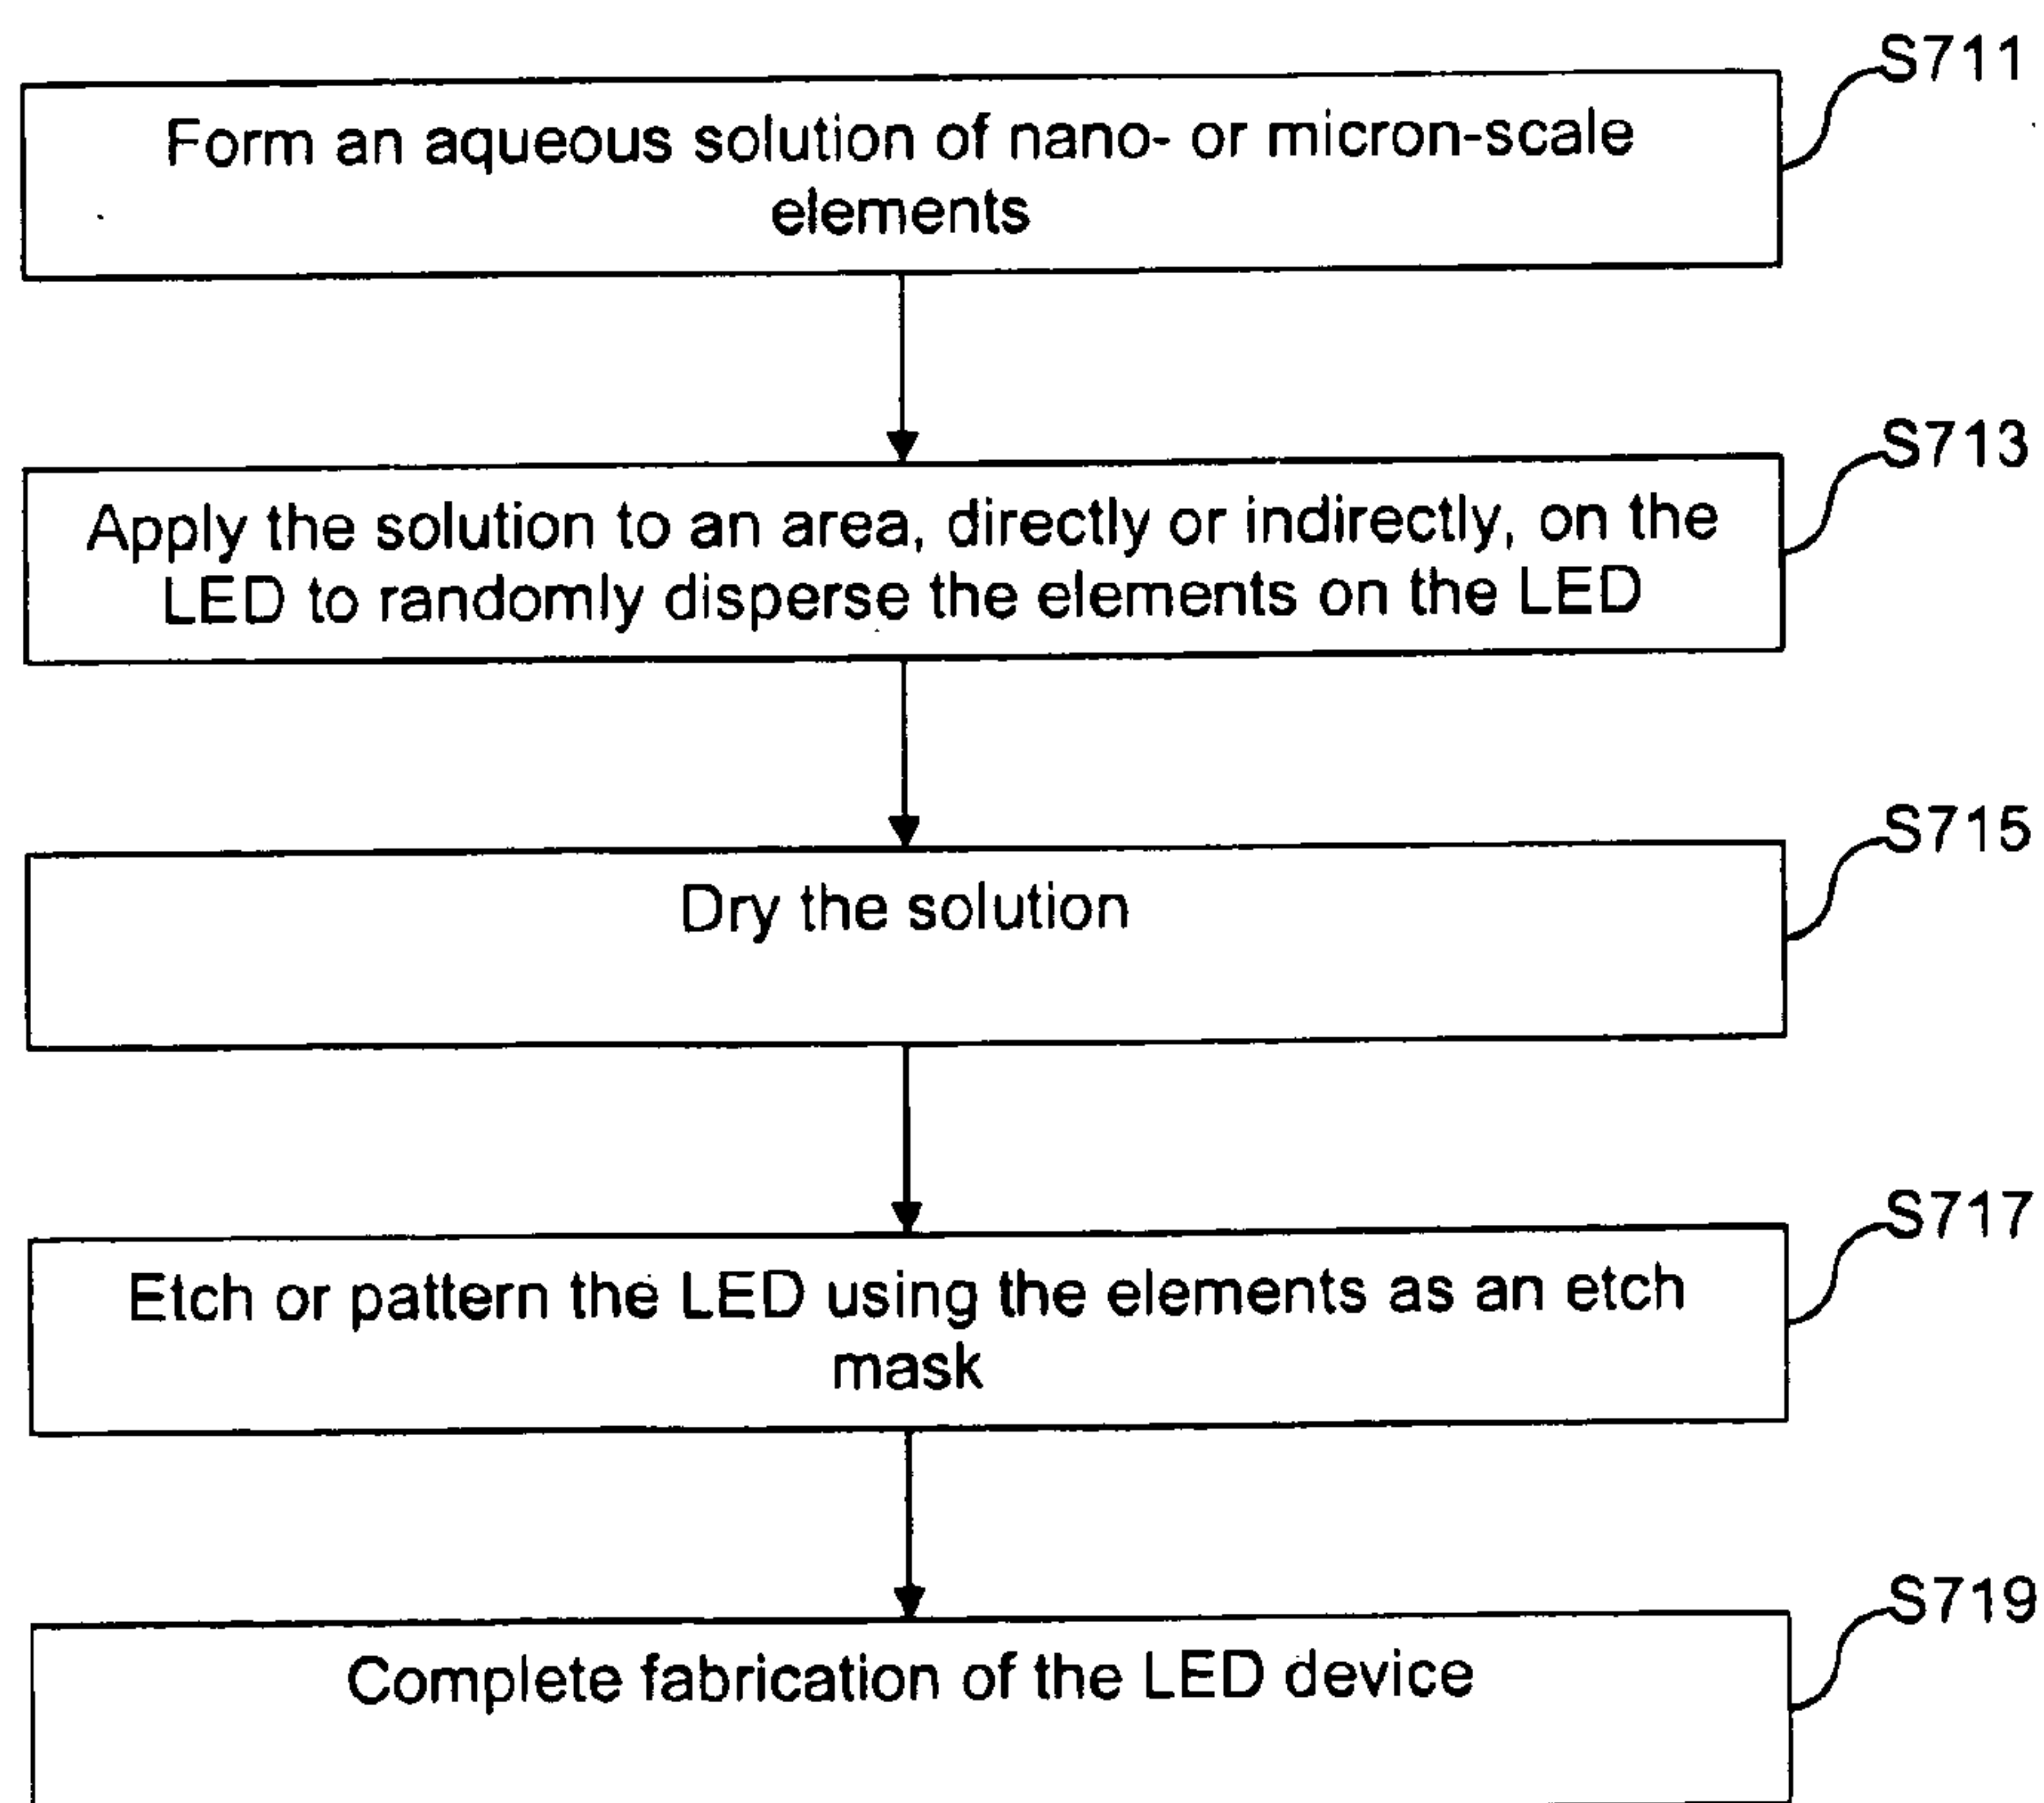 S711
Form an aqueous solution of nano- or micron-scale
elements
S713
Apply the solution to an area, directly or indirectly, on the
LED to randomly disperse the elements on the LED
S715
Dry the solution
S717
Etch or pattern the LED using the elements as an etch
mask
S719
Complete fabrication of the LED device